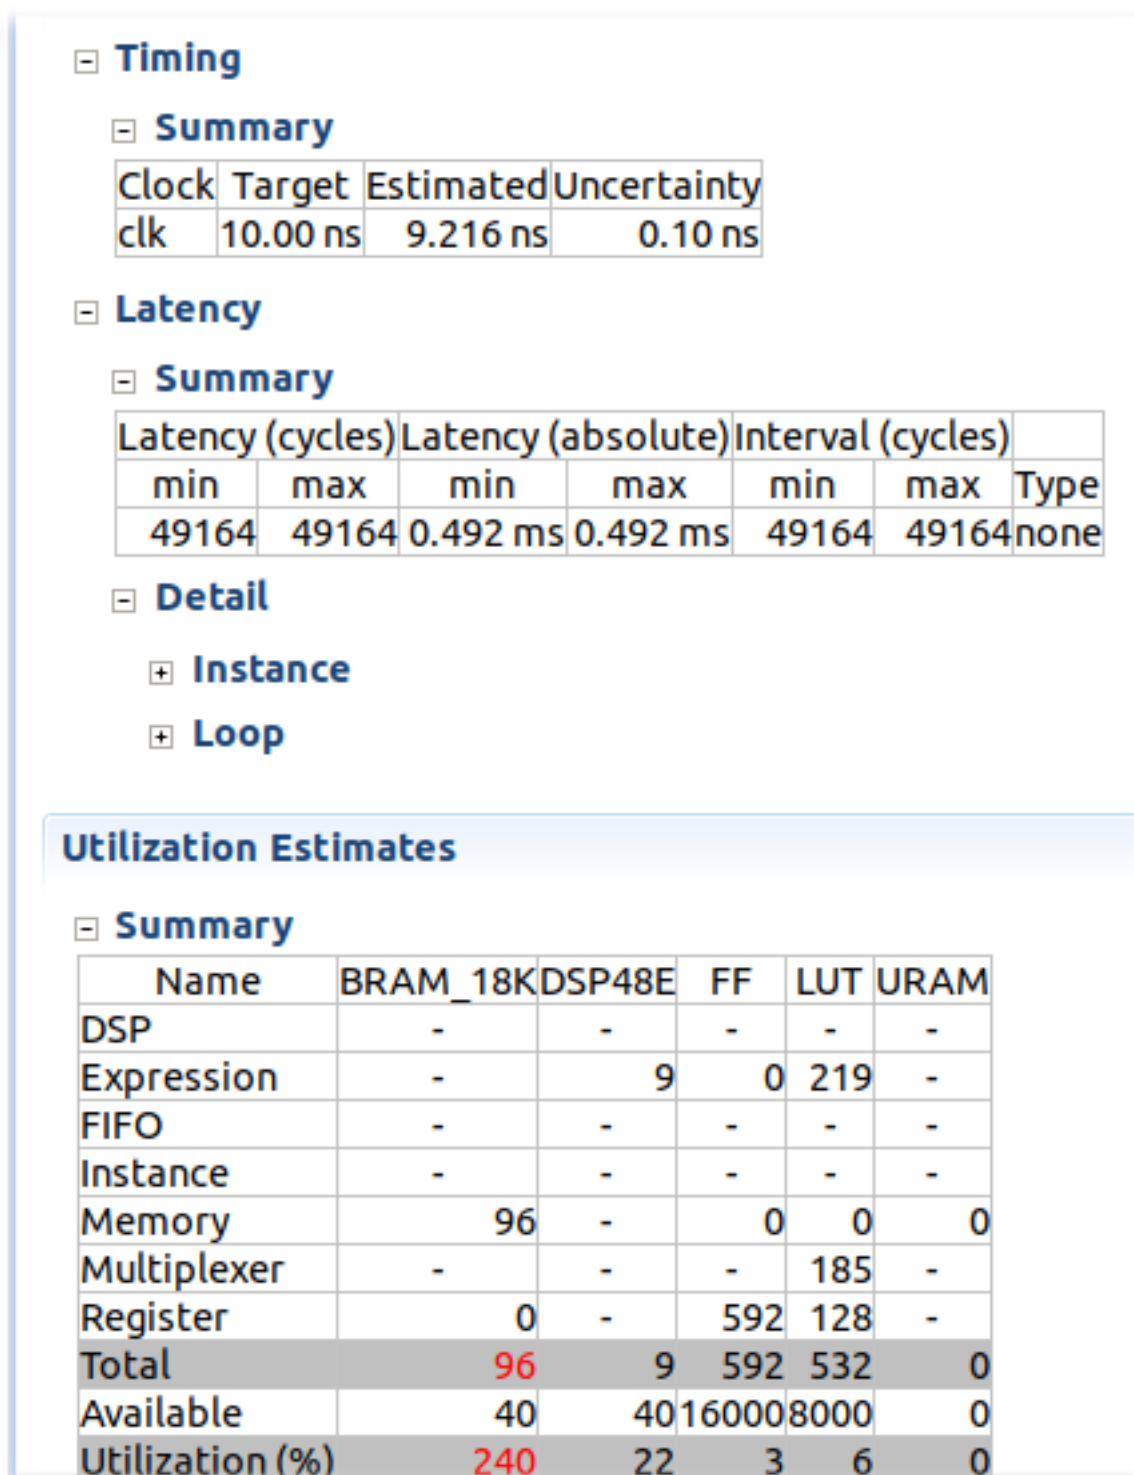 Timing
Summary
Clock Target Estimated Uncertainty
clk 10.00 ns 9.216 ns 0.10 ns
Latency
Summary
Latency (cycles) Latency (absolute) Interval (cycles)
min max min max min max Type
49164 49164 0.492 ms 0.492 ms 49164 49164 none
Detail
Instance
Loop
Utilization Estimates
Summary
Name BRAM_18K DSP48E FF LUT URAM
DSP - - - - -
Expression - 9 0 219 -
FIFO - - - - -
Instance - - - - -
Memory 96 - 0 0 0
Multiplexer - - - 185 -
Register 0 - 592 128 -
Total 96 9 592 532 0
Available 40 40 16000 8000 0
Utilization (%) 240 22 3 6 0